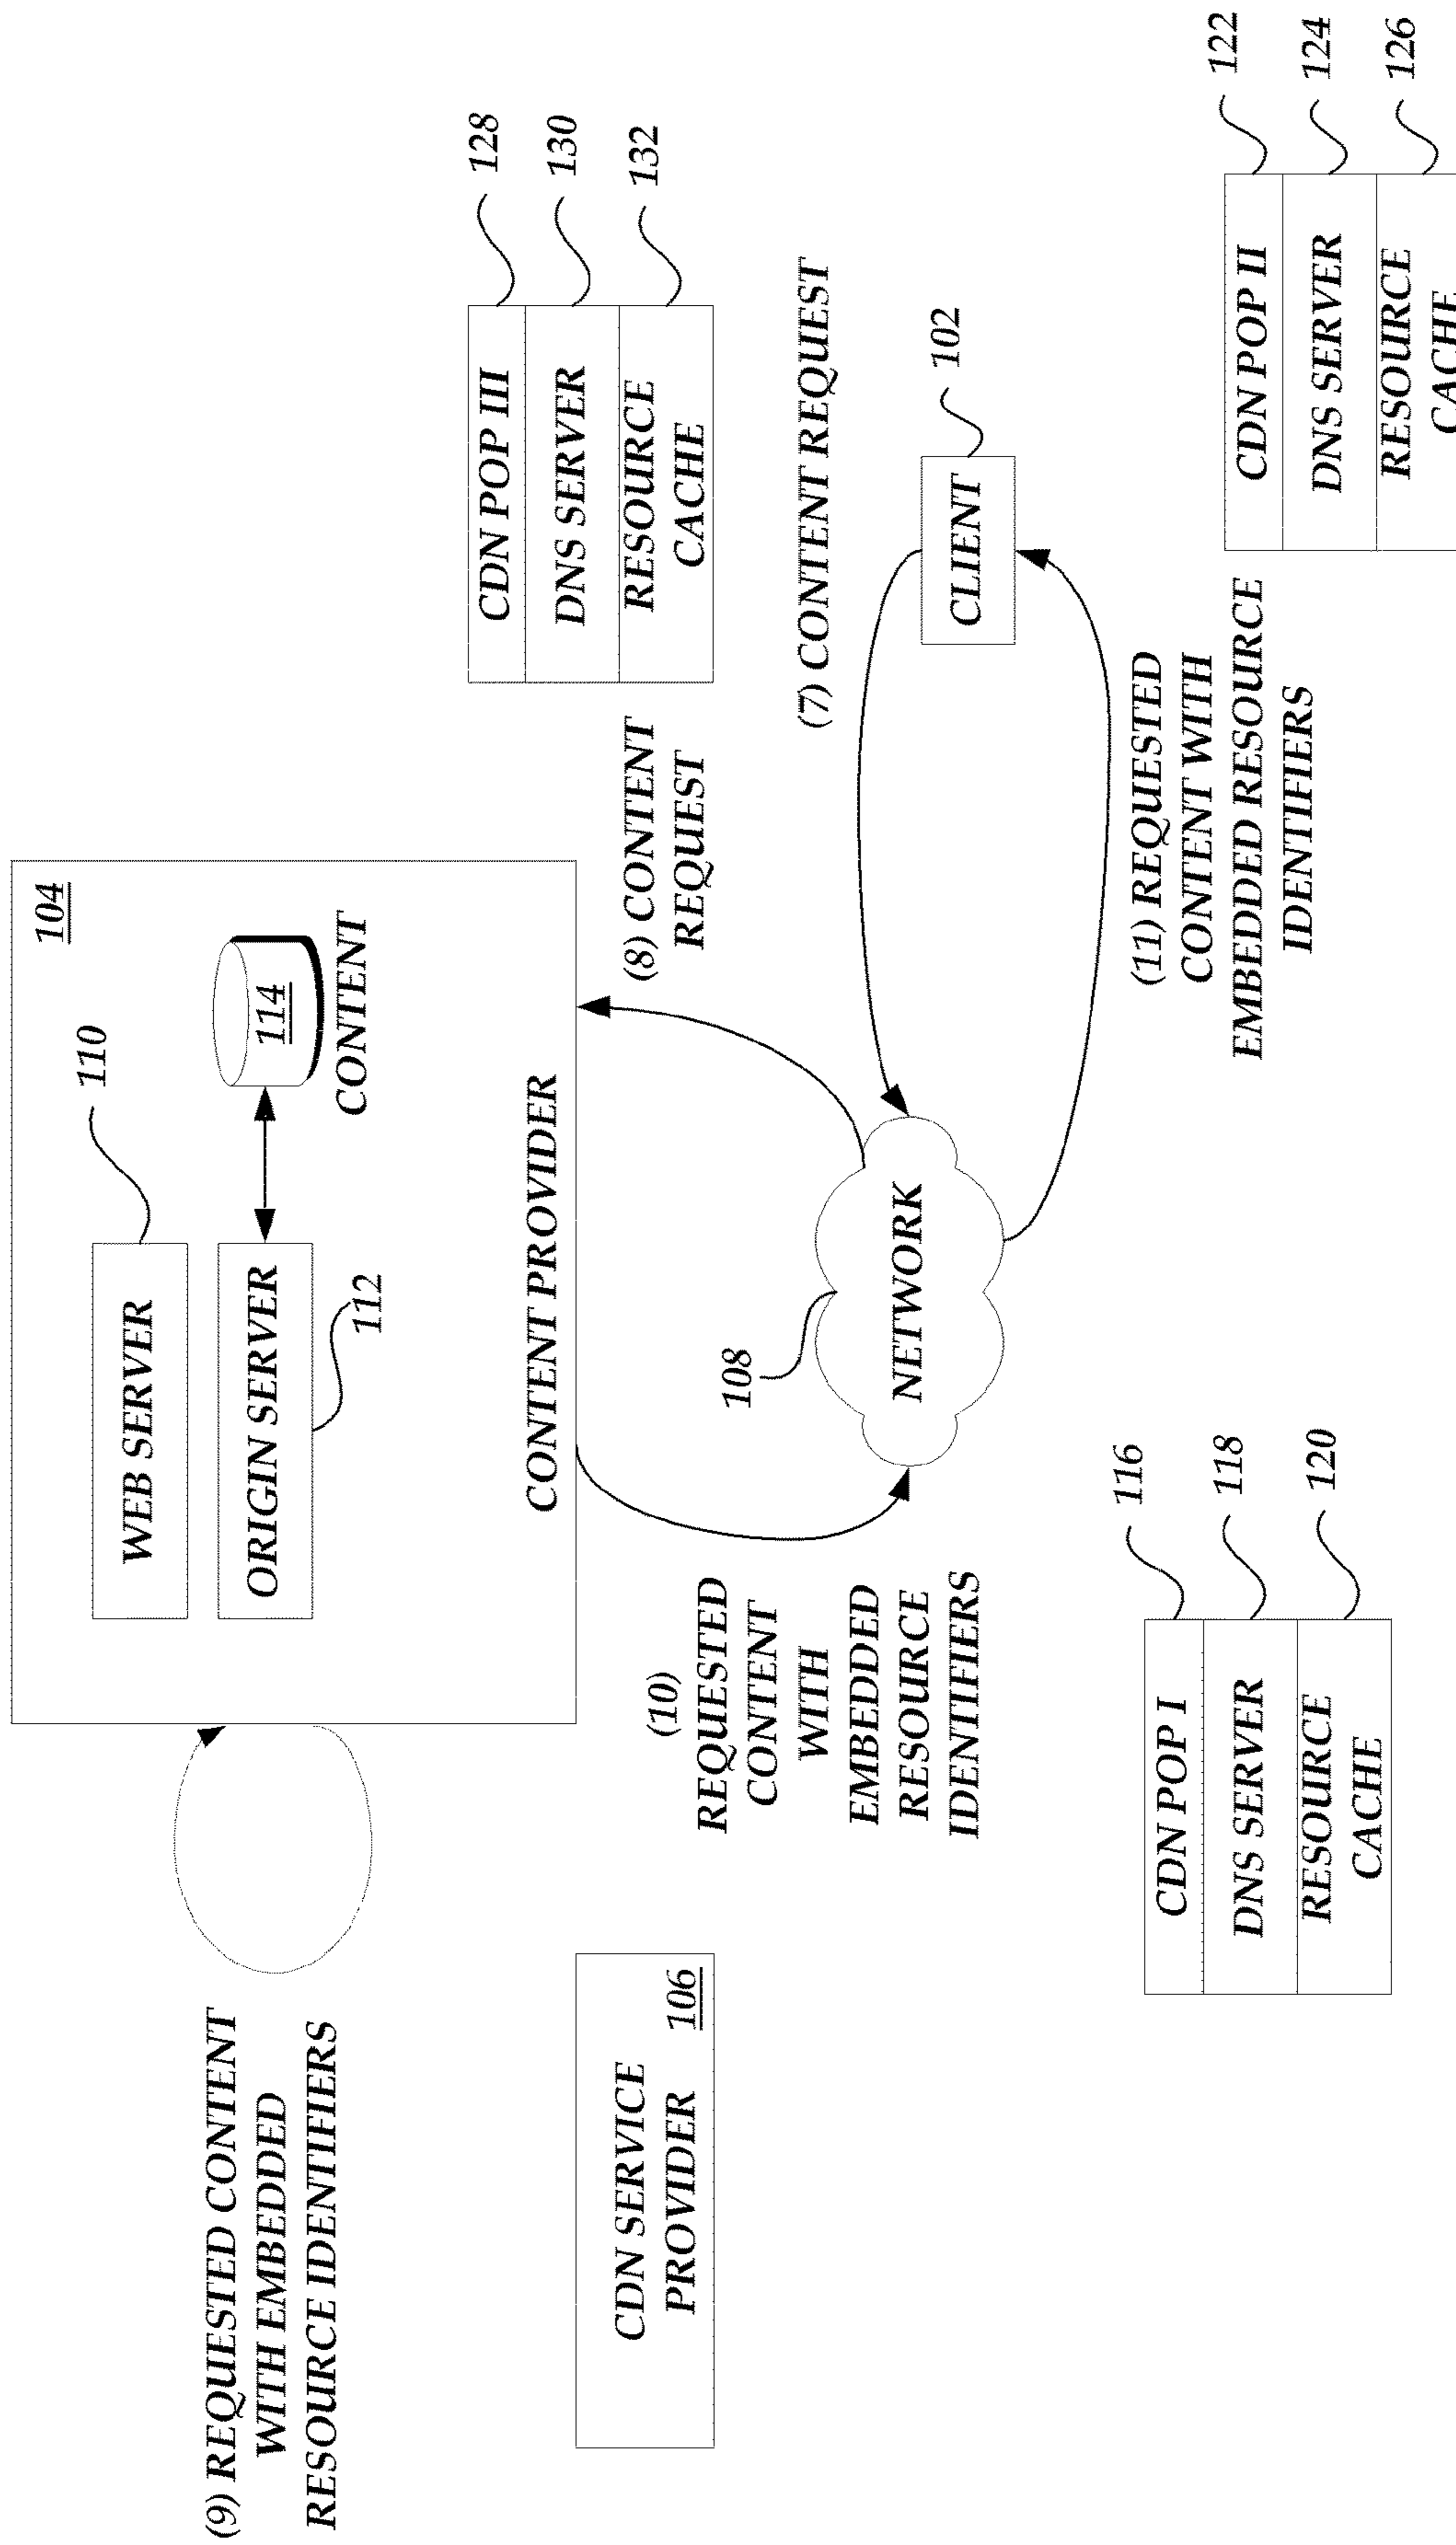 104
WEB SERVER
110
ORIGIN SERVER
112
114
CONTENT
CONTENT PROVIDER
(9) REQUESTED CONTENT
WITH EMBEDDED
RESOURCE IDENTIFIERS
CDN SERVICE
PROVIDER
106
(10)
REQUESTED
CONTENT
WITH
EMBEDDED
RESOURCE
IDENTIFIERS
(8) CONTENT
REQUEST
CDN POP III
128
DNS SERVER
130
RESOURCE
CACHE
132
108
NETWORK
(7) CONTENT REQUEST
CLIENT
102
(11) REQUESTED
CONTENT WITH
EMBEDDED RESOURCE
IDENTIFIERS
CDN POP I
116
DNS SERVER
118
RESOURCE
CACHE
120
CDN POP II
122
DNS SERVER
124
RESOURCE
CACHE
126